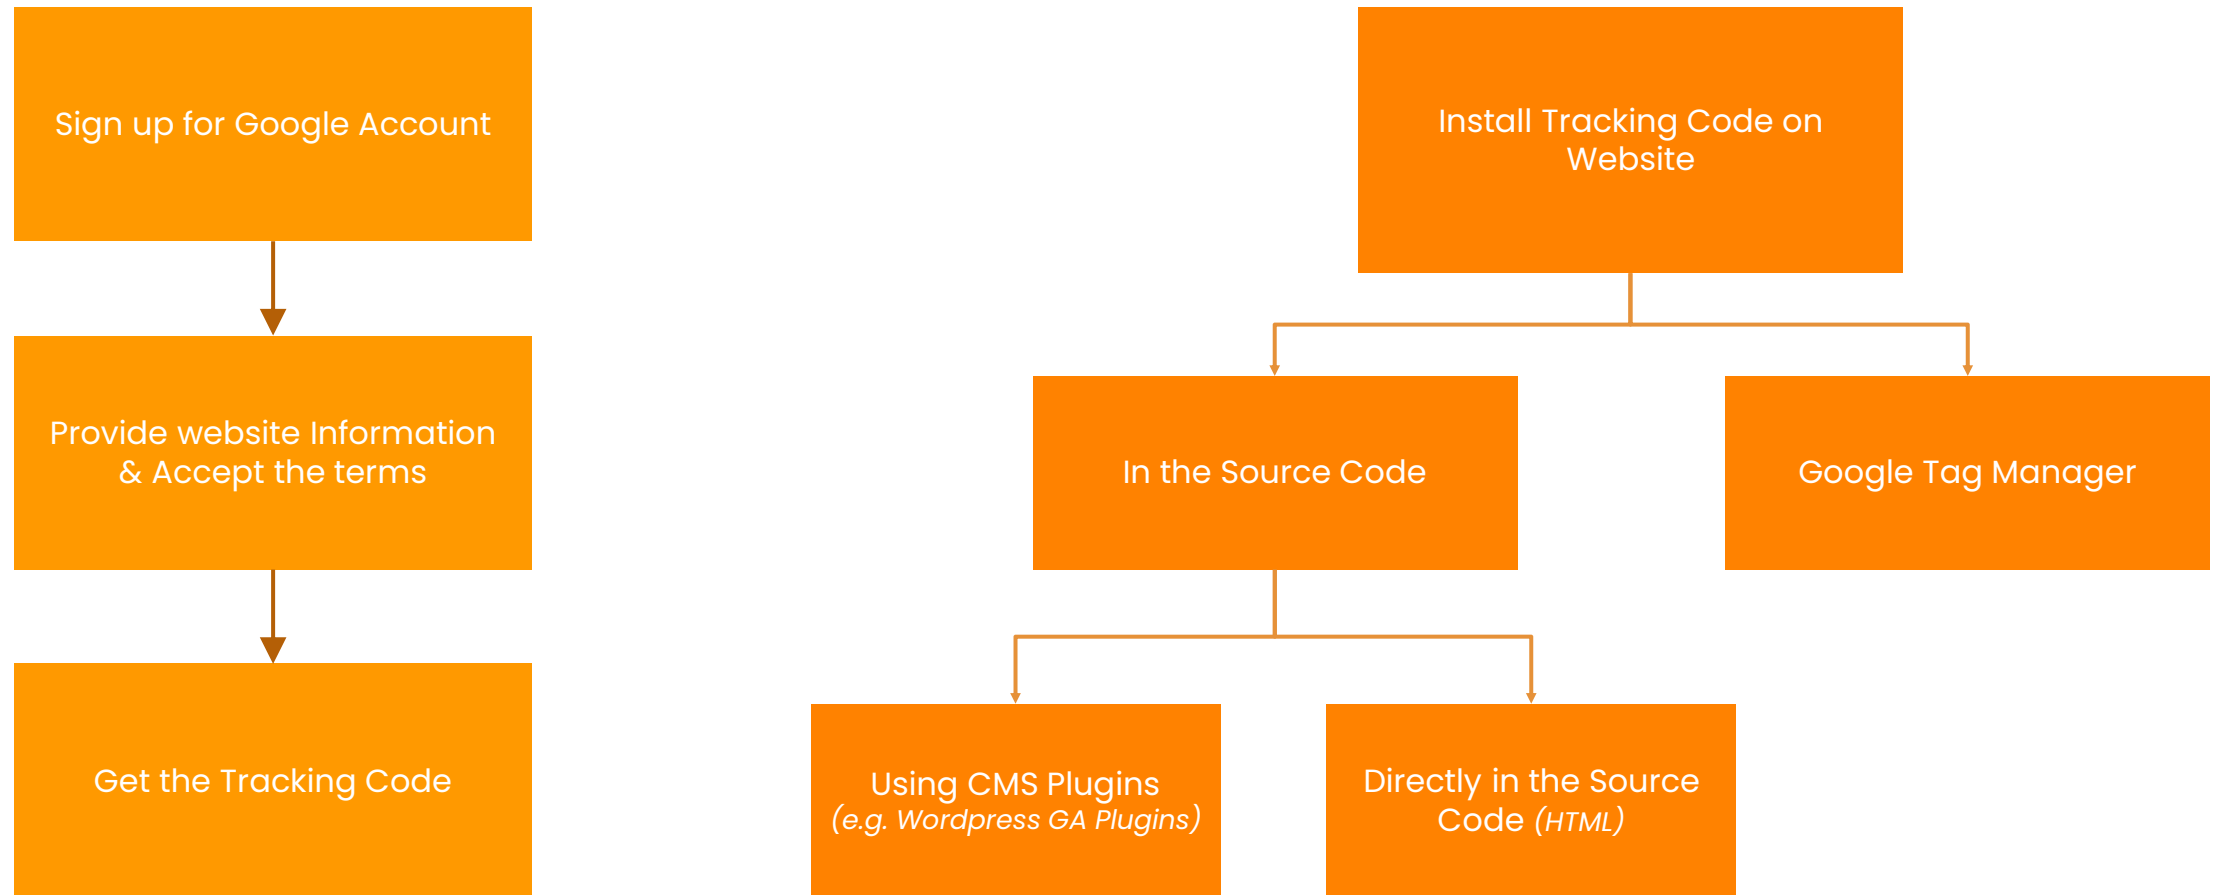 Sign up for Google Account
Provide website Information
& Accept the terms
Get the Tracking Code
Install Tracking Code on
Website
In the Source Code
Google Tag Manager
Using CMS Plugins
(e.g. Wordpress GA Plugins)
Directly in the Source
Code (HTML)